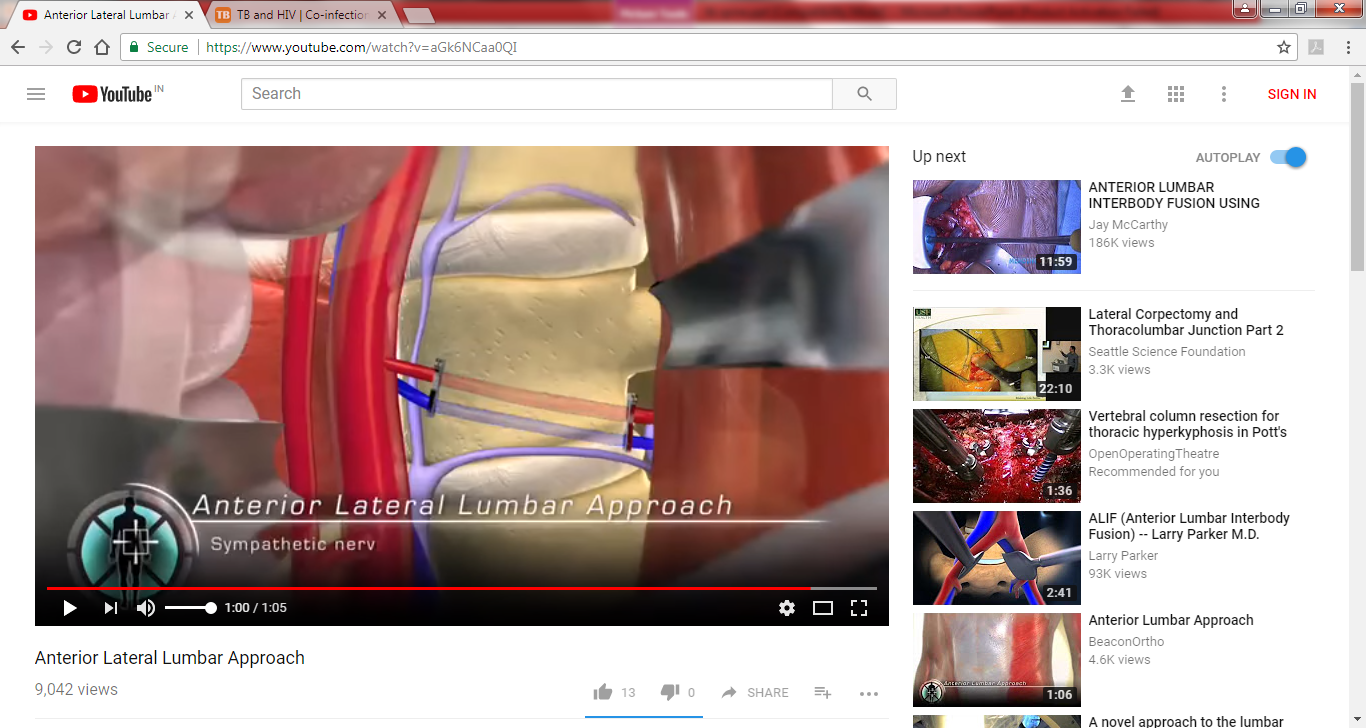 Anterior Lateral Lumbar
TB and HIV | Co-infection
Secure
https://www.youtube.com/watch?v=aGk6NCaa0QI
YouTube IN
Search
SIGN IN
Anterior Lateral Lumbar Approach
Sympathetic nerv
1:00 / 1:05
Anterior Lateral Lumbar Approach
9,042 views
13
0
SHARE
Up next
AUTOPLAY
11:59
ANTERIOR LUMBAR
INTERBODY FUSION USING
Jay McCarthy
186K views
22:10
Lateral Corpectomy and
Thoracolumbar Junction Part 2
Seattle Science Foundation
3.3K views
1:36
Vertebral column resection for
thoracic hyperkyphosis in Pott's
OpenOperatingTheatre
Recommended for you
2:41
ALIF (Anterior Lumbar Interbody
Fusion) -- Larry Parker M.D.
Larry Parker
93K views
Anterior Lumbar Approach
1:06
Anterior Lumbar Approach
BeaconOrtho
4.6K views
A novel approach to the lumbar